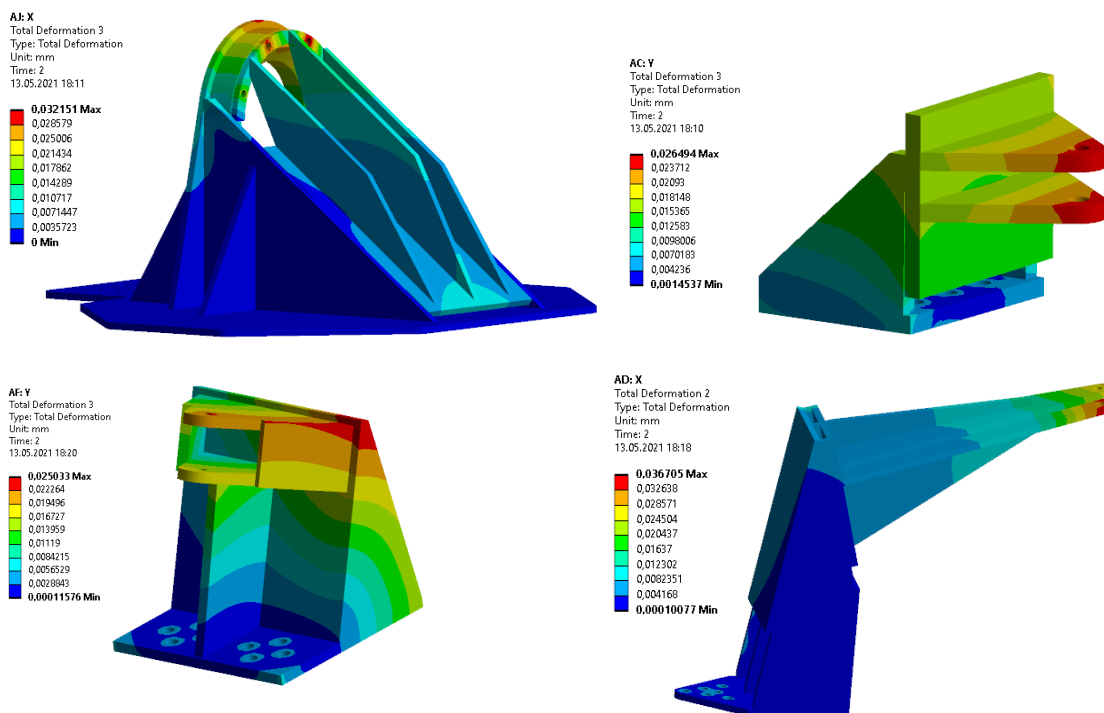 AJ: X
Total Deformation 3
Type: Total Deformation
Unit: mm
Time: 2
13.05.2021 18:11
0,032151 Max
0,028579
0,025006
0,021434
0,017862
0,014289
0,010717
0,0071447
0,0035723
0 Min
AC: Y
Total Deformation 3
Type: Total Deformation
Unit: mm
Time: 2
13.05.2021 18:10
0,026494 Max
0,023712
0,02093
0,018148
0,015365
0,012583
0,0098006
0,0070183
0,004236
0,0014537 Min
AF: Y
Total Deformation 3
Type: Total Deformation
Unit: mm
Time: 2
13.05.2021 18:20
0,025033 Max
0,022264
0,019496
0,016727
0,013959
0,01119
0,0084215
0,0056529
0,0028843
0,00011576 Min
AD: X
Total Deformation 2
Type: Total Deformation
Unit: mm
Time: 2
13.05.2021 18:18
0,036705 Max
0,032638
0,028571
0,024504
0,020437
0,01637
0,012302
0,0082351
0,004168
0,00010077 Min